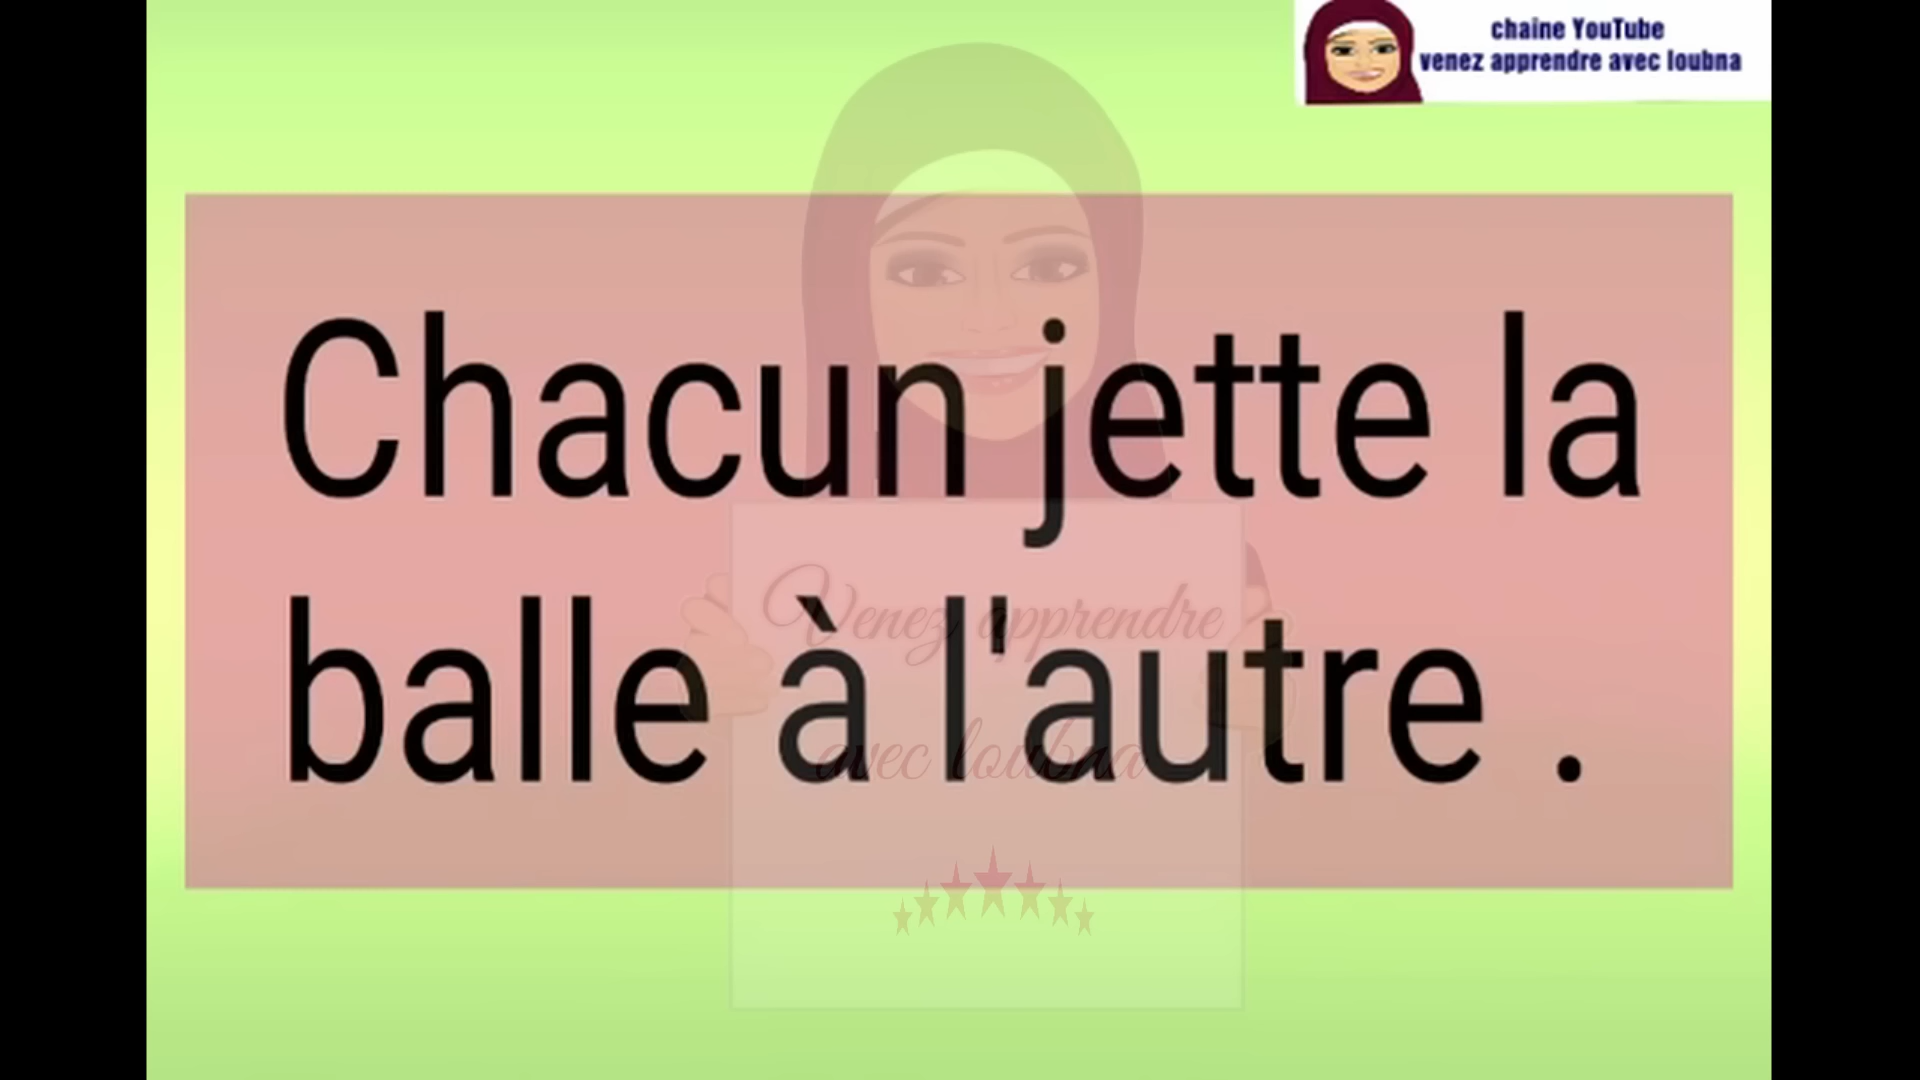 chaine YouTube
venez apprendre avec loubna
Chacun jette la
balle à l'autre .
Venez apprendre
avec loubna